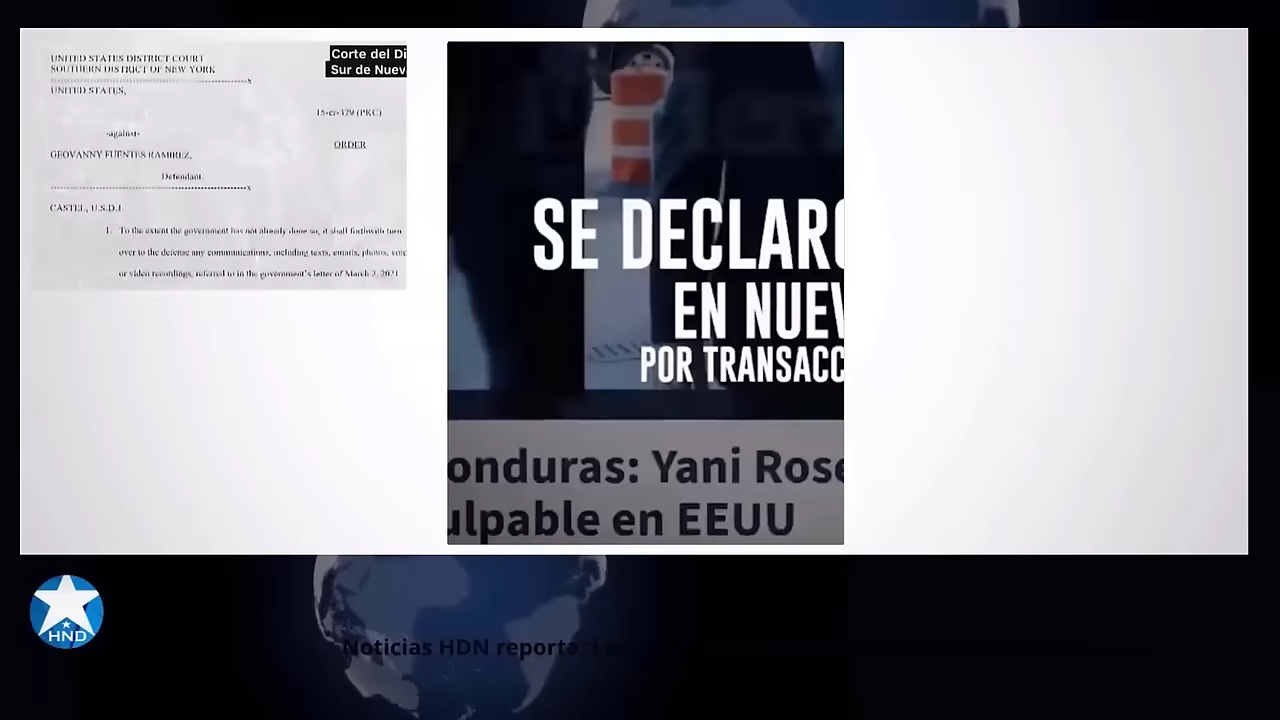 UNITED STATES DISTRICT COURT
SOUTHERN DISTRICT OF NEW YORK
UNITED STATES,
15-cr-379 (PKC)
-against-
ORDER
GEOVANNY FUENTES RAMIREZ,
Defendant.
CASTEL, U.S.D.J.
1. To the extent the government has not already done so, it shall forthwith turn
over to the defense any communications, including texts, emails, photos, voice
or video recordings, referred to in the government's letter of March 2, 2021
Corte del Di
Sur de Nuev
SE DECLARO
EN NUEV
POR TRANSACC
onduras: Yani Rose
ulpable en EEUU
HND
Noticias HDN reporta: